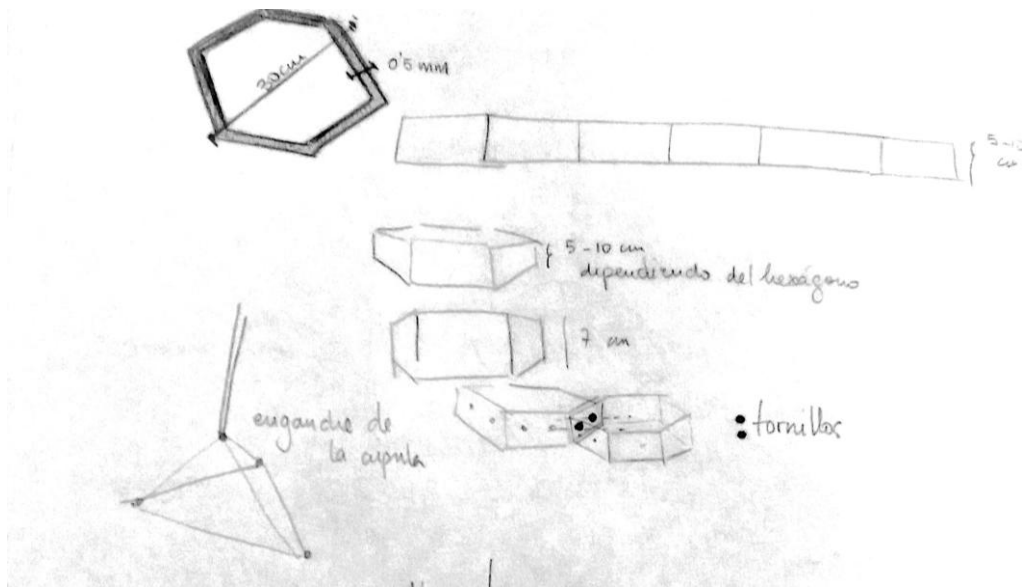 30cm
0'5 mm
5-10
cm
5-10 cm
dependiendo del hexágono
7 cm
enganche de
la cúpula
: tornillos